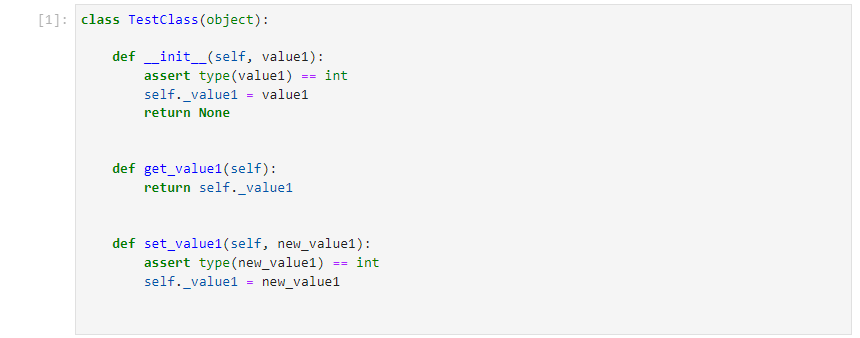 [1]: class TestClass(object):
    def __init__(self, value1):
        assert type(value1) == int
        self._value1 = value1
        return None
    def get_value1(self):
        return self._value1
    def set_value1(self, new_value1):
        assert type(new_value1) == int
        self._value1 = new_value1